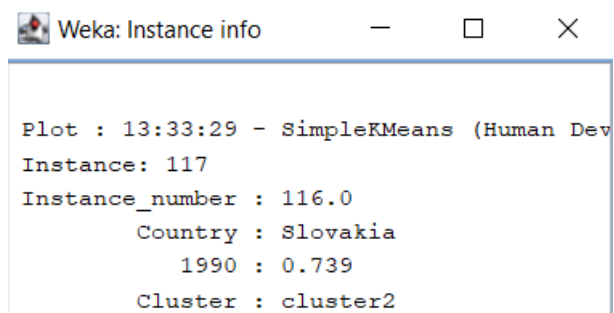 Weka: Instance info
Plot : 13:33:29 - SimpleKMeans (Human Dev
Instance: 117
Instance_number : 116.0
Country : Slovakia
1990 : 0.739
Cluster : cluster2